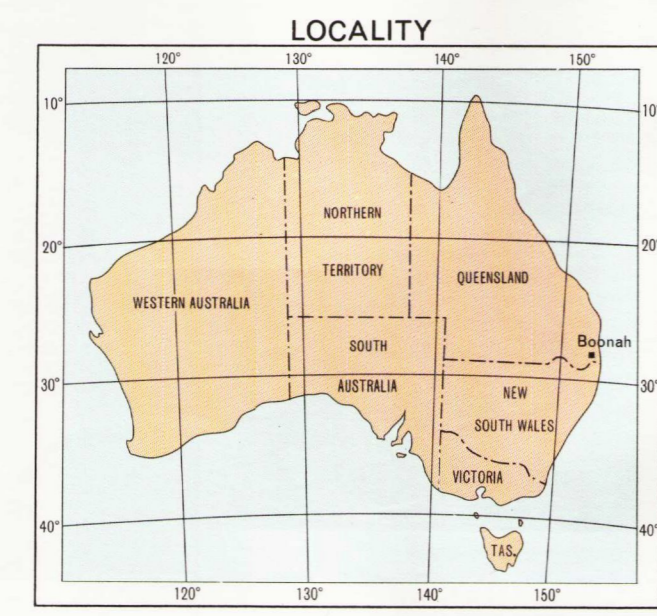 LOCALITY
120° 130° 140° 150°
10° 10°
NORTHERN
20° 20°
TERRITORY
QUEENSLAND
WESTERN AUSTRALIA
SOUTH
Boonah
30° 30°
AUSTRALIA
NEW
SOUTH WALES
VICTORIA
40° 40°
TAS.
120° 130° 140° 150°